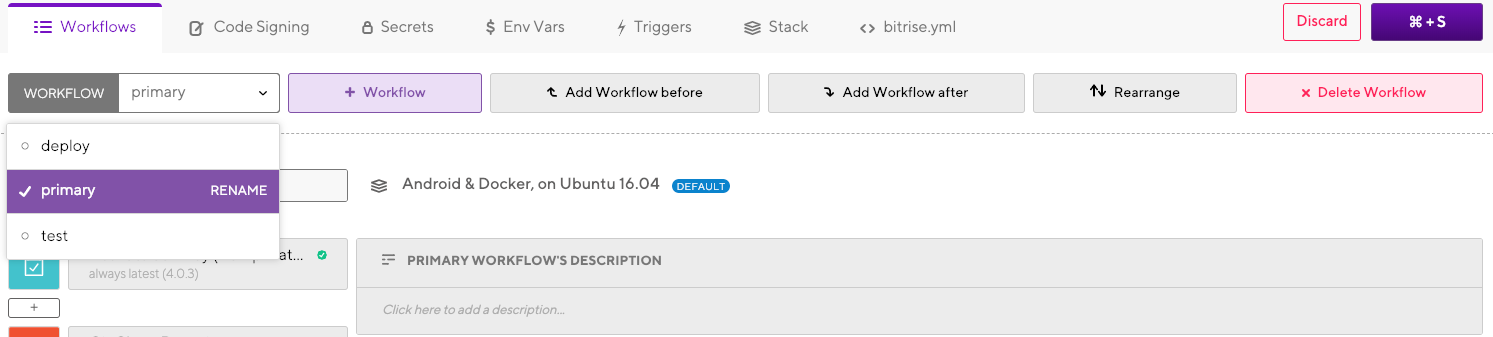 Workflows Code Signing Secrets $ Env Vars Triggers Stack <> bitrise.yml Discard ⌘ + S
WORKFLOW primary + Workflow Add Workflow before Add Workflow after Rearrange × Delete Workflow
deploy
primary RENAME
test
Android & Docker, on Ubuntu 16.04 DEFAULT
always latest (4.0.3)
+
PRIMARY WORKFLOW'S DESCRIPTION
Click here to add a description...